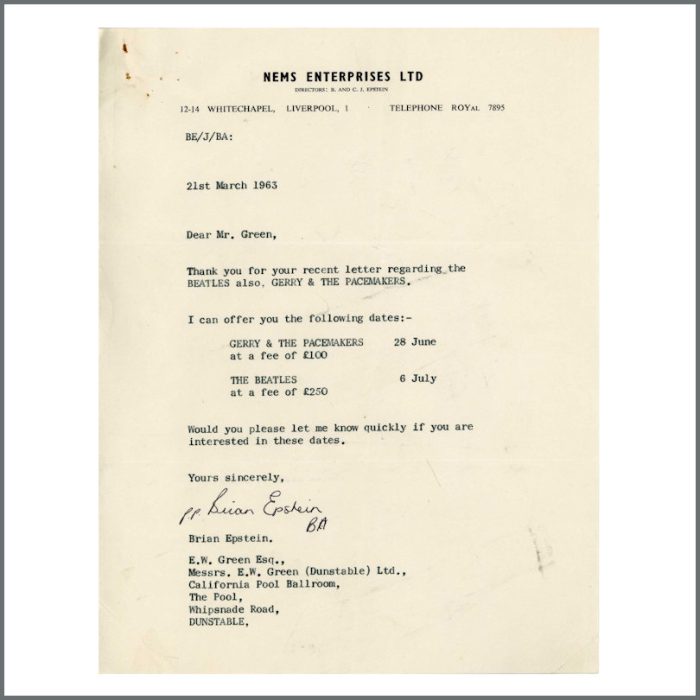 NEMS ENTERPRISES LTD
DIRECTORS: B. AND C. J. EPSTEIN
12-14 WHITECHAPEL, LIVERPOOL, 1 TELEPHONE ROYAL 7895
BE/J/BA:
21st March 1963
Dear Mr. Green,
Thank you for your recent letter regarding the
BEATLES also, GERRY & THE PACEMAKERS.
I can offer you the following dates:-
GERRY & THE PACEMAKERS 28 June
at a fee of £100
THE BEATLES 6 July
at a fee of £250
Would you please let me know quickly if you are
interested in these dates.
Yours sincerely,
pp. Brian Epstein
BA
Brian Epstein.
E.W. Green Esq.,
Messrs. E.W. Green (Dunstable) Ltd.,
California Pool Ballroom,
The Pool,
Whipsnade Road,
DUNSTABLE,